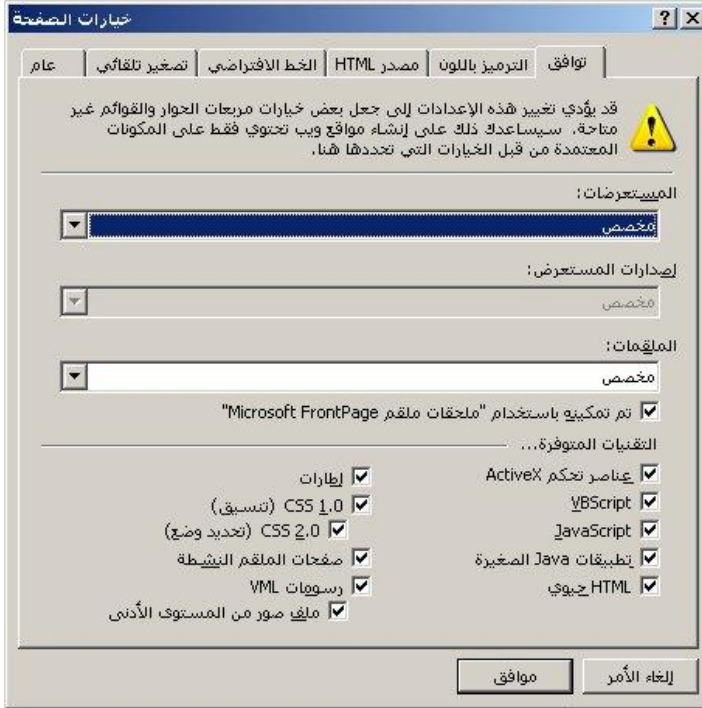 خيارات الصفحة
توافق
الترميز باللون
مصدر HTML
الخط الافتراضي
تصغير تلقائي
عام
قد يؤدي تغيير هذه الإعدادات إلى جعل بعض خيارات مربعات الحوار والقوائم غير
متاحة. سيساعدك ذلك على إنشاء مواقع ويب تحتوي فقط على المكونات
المعتمدة من قبل الخيارات التي تحددها هنا.
المستعرضات:
مخصص
إصدارات المستعرض:
مخصص
الملقمات:
مخصص
تم تمكينه باستخدام "ملحقات ملقم Microsoft FrontPage"
التقنيات المتوفرة...
عناصر تحكم ActiveX
VBScript
JavaScript
تطبيقات Java الصغيرة
HTML حيوي
إطارات
CSS 1.0 (تنسيق)
CSS 2.0 (تحديد وضع)
صفحات الملقم النشطة
رسومات VML
ملف صور من المستوى الأدنى
إلغاء الأمر
موافق